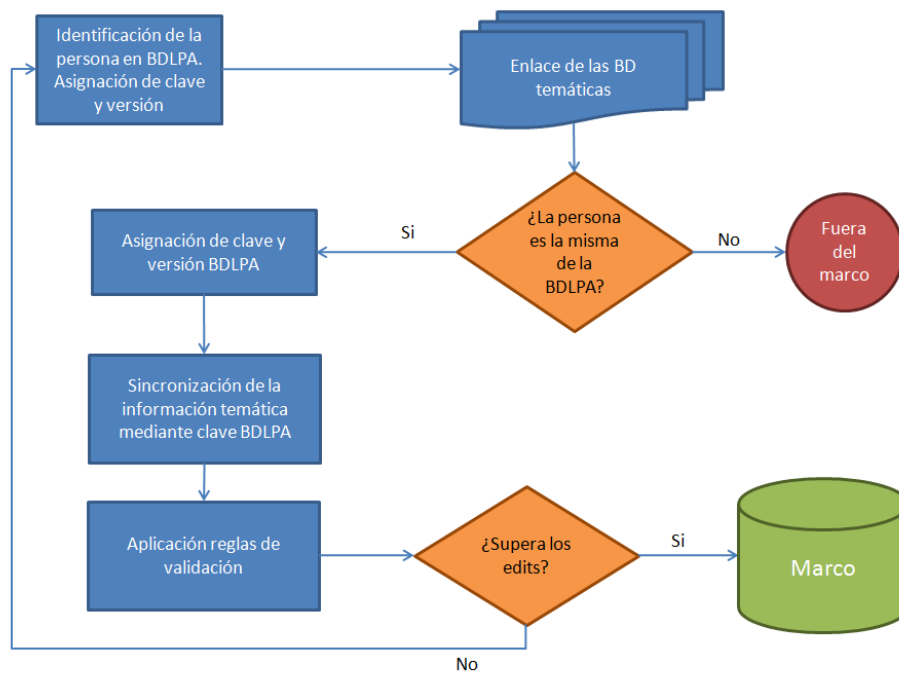 Identificación de
la persona en BDLPA.
Asignación de clave
y versión
Enlace de las BD
temáticas
¿La persona
es la misma
de la
BDLPA?
Si
No
Fuera
del
marco
Asignación de clave y
versión BDLPA
Sincronización de la
información temática
mediante clave BDLPA
Aplicación reglas de
validación
¿Supera los
edits?
Si
Marco
No